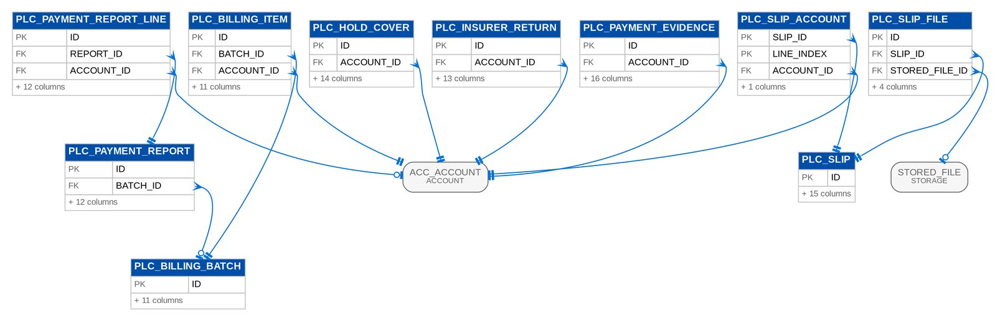 PLC_PAYMENT_REPORT_LINE
PK ID
FK REPORT_ID
FK ACCOUNT_ID
+ 12 columns
PLC_BILLING_ITEM
PK ID
FK BATCH_ID
FK ACCOUNT_ID
+ 11 columns
PLC_HOLD_COVER
PK ID
FK ACCOUNT_ID
+ 14 columns
PLC_INSURER_RETURN
PK ID
FK ACCOUNT_ID
+ 13 columns
PLC_PAYMENT_EVIDENCE
PK ID
FK ACCOUNT_ID
+ 16 columns
PLC_SLIP_ACCOUNT
PK SLIP_ID
PK LINE_INDEX
FK ACCOUNT_ID
+ 1 columns
PLC_SLIP_FILE
PK ID
FK SLIP_ID
FK STORED_FILE_ID
+ 4 columns
PLC_PAYMENT_REPORT
PK ID
FK BATCH_ID
+ 12 columns
ACC_ACCOUNT
ACCOUNT
PLC_SLIP
PK ID
+ 15 columns
STORED_FILE
STORAGE
PLC_BILLING_BATCH
PK ID
+ 11 columns